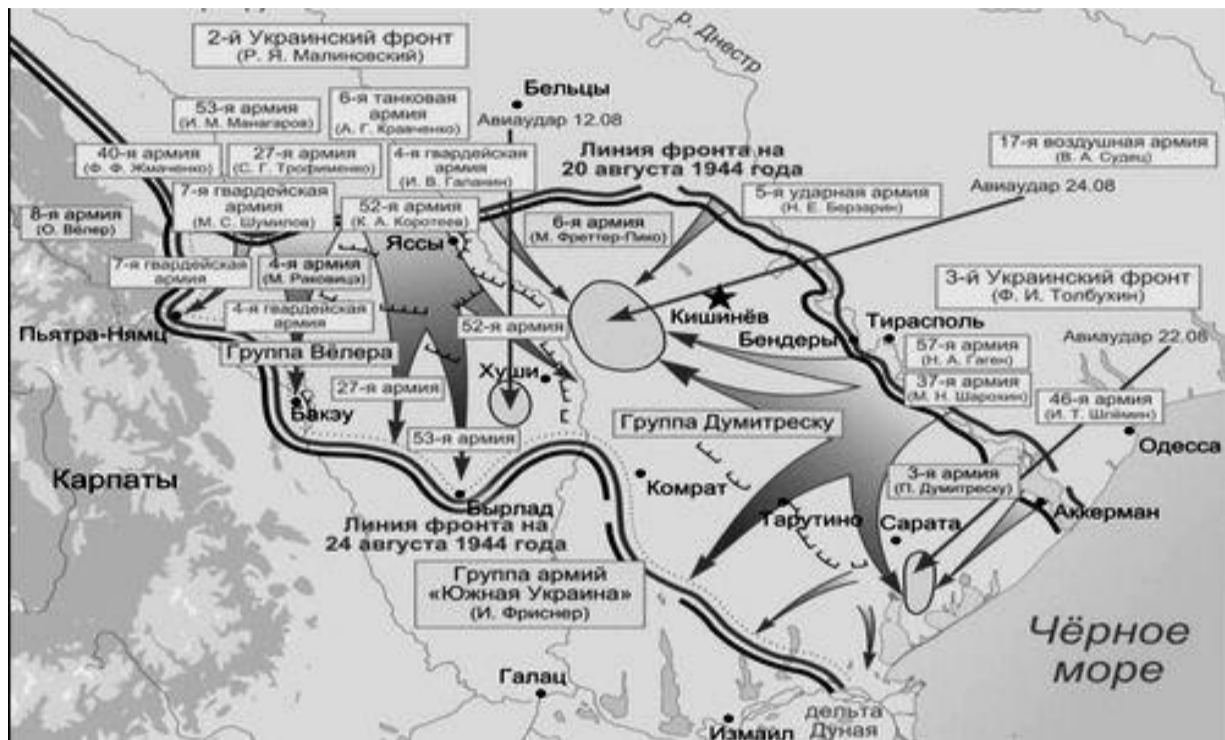 2-й Украинский фронт
(Р. Я. Малиновский)
р. Днестр
53-я армия
(И. М. Манагаров)
6-я танковая
армия
(А. Г. Кравченко)
Бельцы
Авиаудар 12.08
40-я армия
(Ф. Ф. Жмаченко)
27-я армия
(С. Г. Трофименко)
4-я гвардейская
армия
(И. В. Галанин)
Линия фронта на
20 августа 1944 года
17-я воздушная армия
(В. А. Судец)
Авиаудар 24.08
7-я гвардейская
армия
(М. С. Шумилов)
52-я армия
(К. А. Коротеев)
5-я ударная армия
(Н. Е. Берзарин)
8-я армия
(О. Вёлер)
6-я армия
(М. Фреттер-Пико)
Яссы
7-я гвардейская
армия
4-я армия
(М. Раковица)
3-й Украинский фронт
(Ф. И. Толбухин)
4-я гвардейская
армия
Пьятра-Нямц
52-я армия
Кишинёв
Бендеры
Тирасполь
Авиаудар 22.08
Группа Вёлера
57-я армия
(Н. А. Гаген)
Хуши
37-я армия
(М. Н. Шарохин)
27-я армия
46-я армия
(И. Т. Шлёмин)
Бакэу
Группа Думитреску
53-я армия
Одесса
Карпаты
Комрат
3-я армия
(П. Думитреску)
Бырлад
Тарутино
Сарата
Аккерман
Линия фронта на
24 августа 1944 года
Группа армий
«Южная Украина»
(И. Фриснер)
Чёрное
море
Галац
Измаил
дельта
Дуная